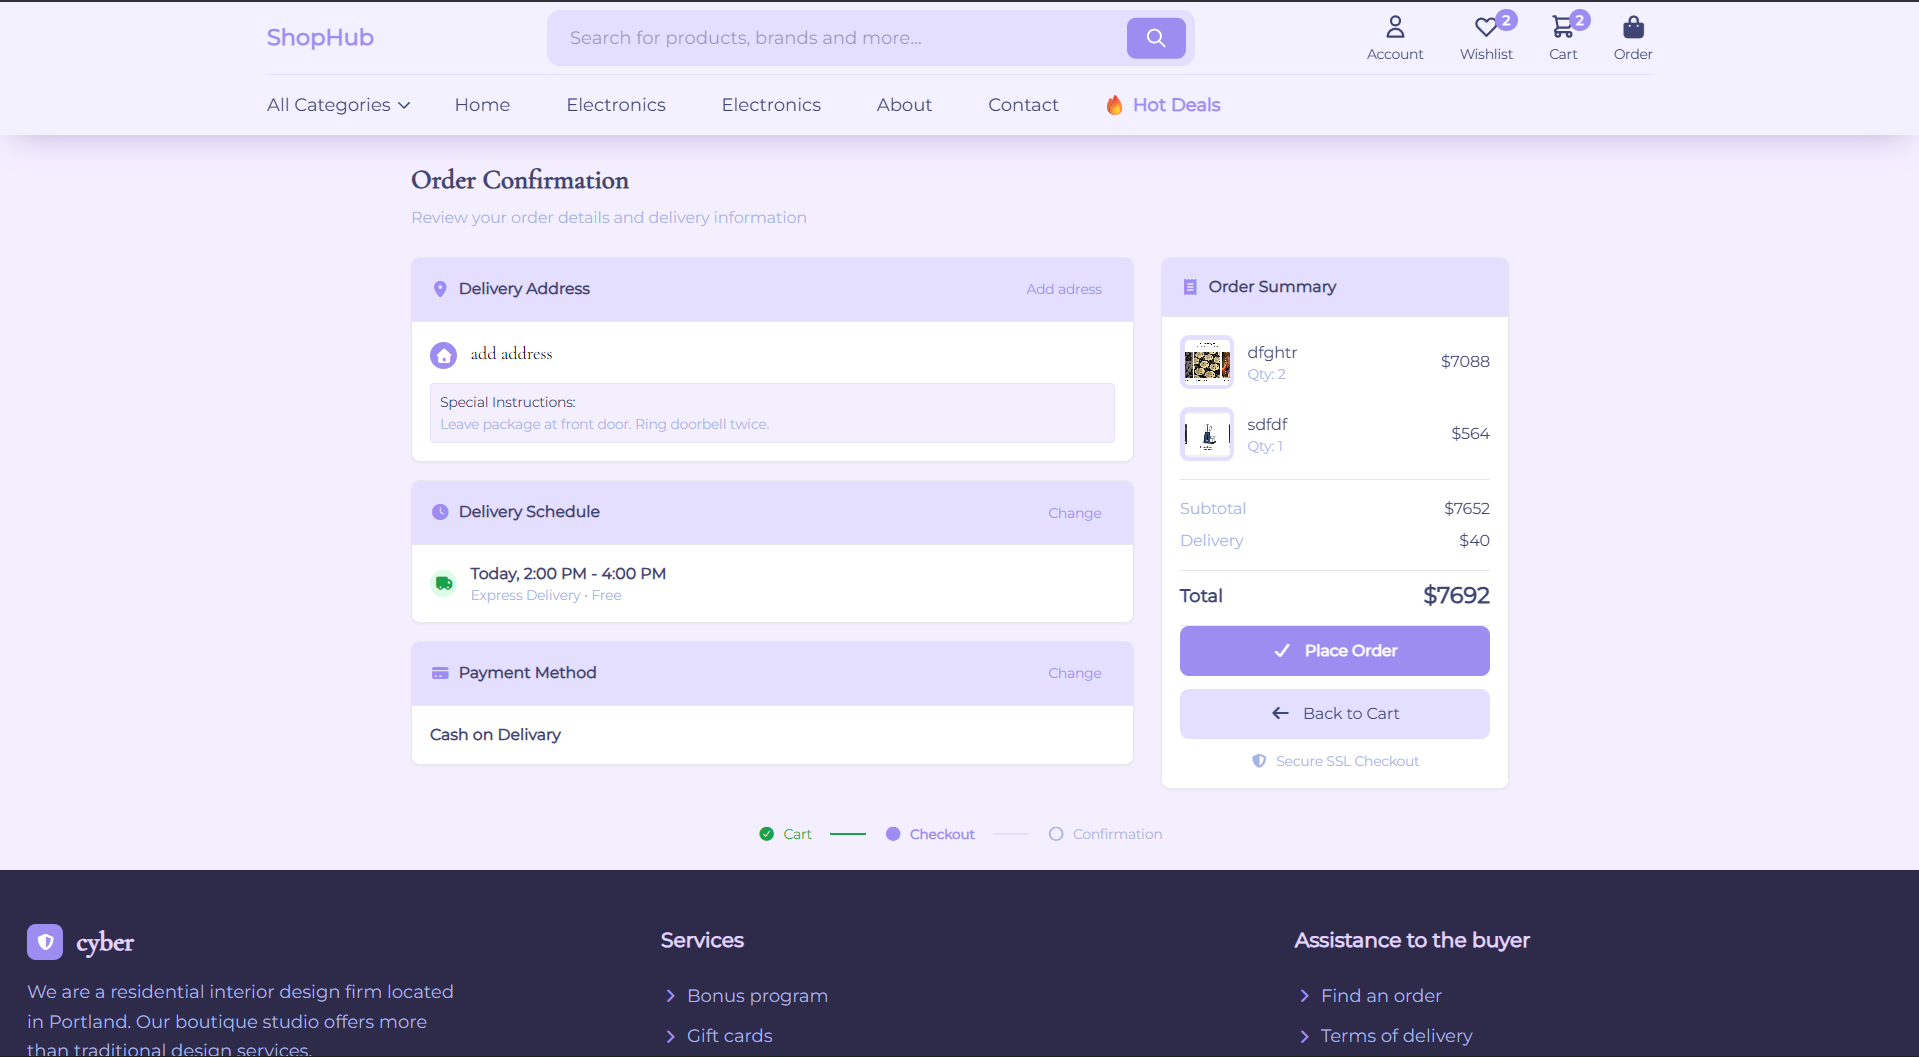 ShopHub
Search for products, brands and more...
Account
2
Wishlist
2
Cart
Order
All Categories
Home
Electronics
Electronics
About
Contact
Hot Deals
Order Confirmation
Review your order details and delivery information
Delivery Address
Add adress
add address
Special Instructions:
Leave package at front door. Ring doorbell twice.
Delivery Schedule
Change
Today, 2:00 PM - 4:00 PM
Express Delivery • Free
Payment Method
Change
Cash on Delivary
Order Summary
dfghtr
Qty: 2
$7088
sdfdf
Qty: 1
$564
Subtotal
$7652
Delivery
$40
Total
$7692
Place Order
Back to Cart
Secure SSL Checkout
Cart
Checkout
Confirmation
cyber
We are a residential interior design firm located
in Portland. Our boutique studio offers more
than traditional design services.
Services
Bonus program
Gift cards
Assistance to the buyer
Find an order
Terms of delivery